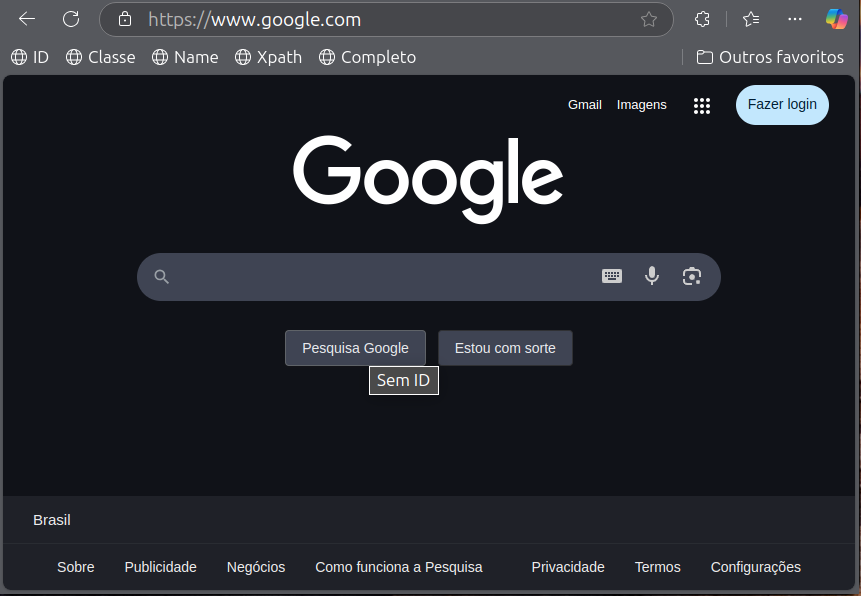 https://www.google.com
ID Classe Name Xpath Completo Outros favoritos
Gmail Imagens Fazer login
Google
Pesquisa Google Estou com sorte
Sem ID
Brasil
Sobre Publicidade Negócios Como funciona a Pesquisa Privacidade Termos Configurações